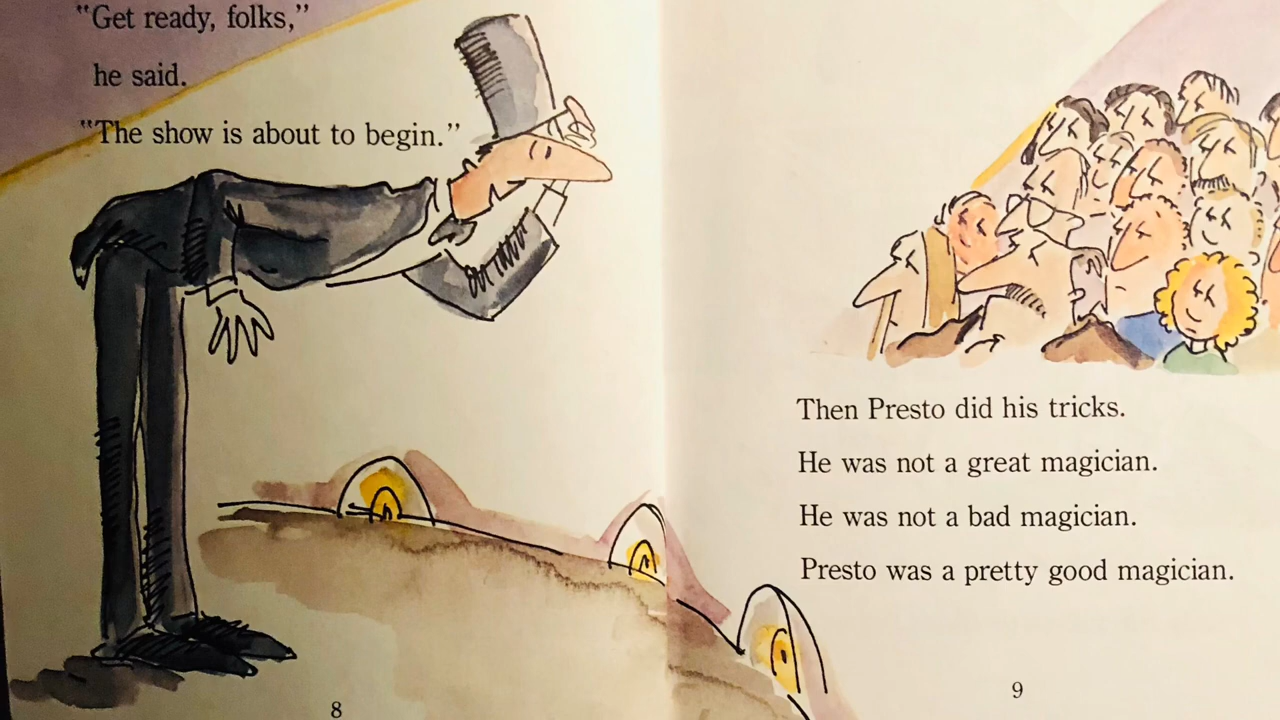 "Get ready, folks,"
he said.
"The show is about to begin."
8
Then Presto did his tricks.
He was not a great magician.
He was not a bad magician.
Presto was a pretty good magician.
9